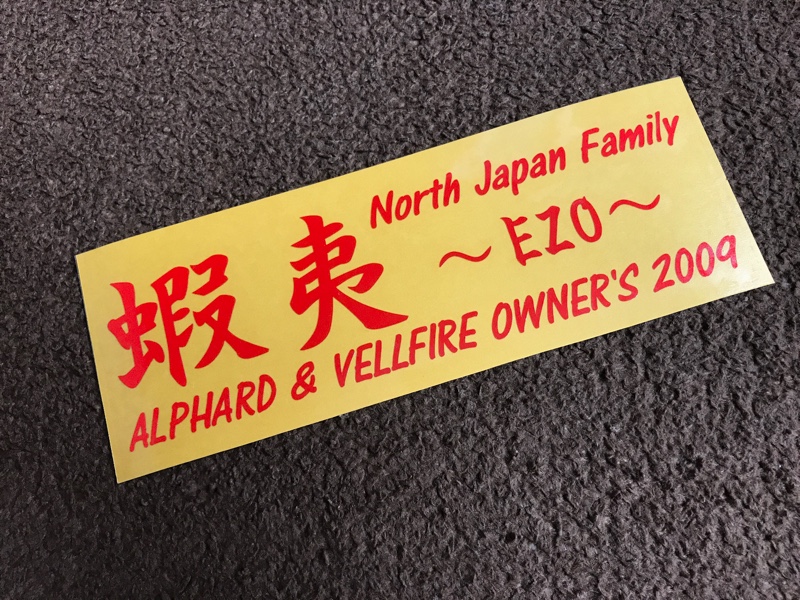 North Japan Family
蝦夷 ～EZO～
ALPHARD & VELLFIRE OWNER'S 2009